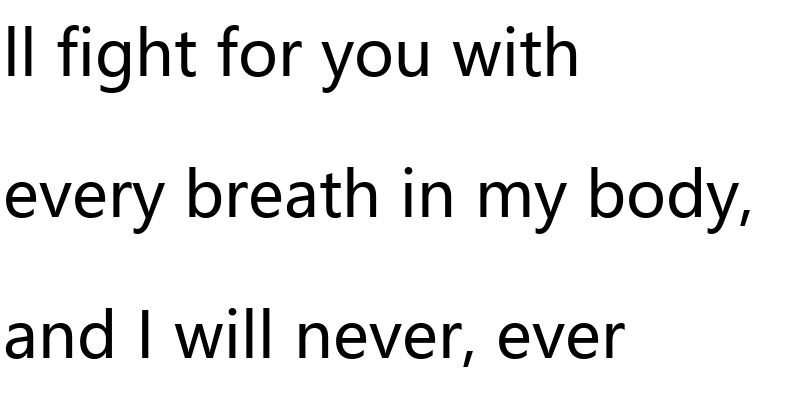 ll fight for you with
every breath in my body,
and I will never, ever